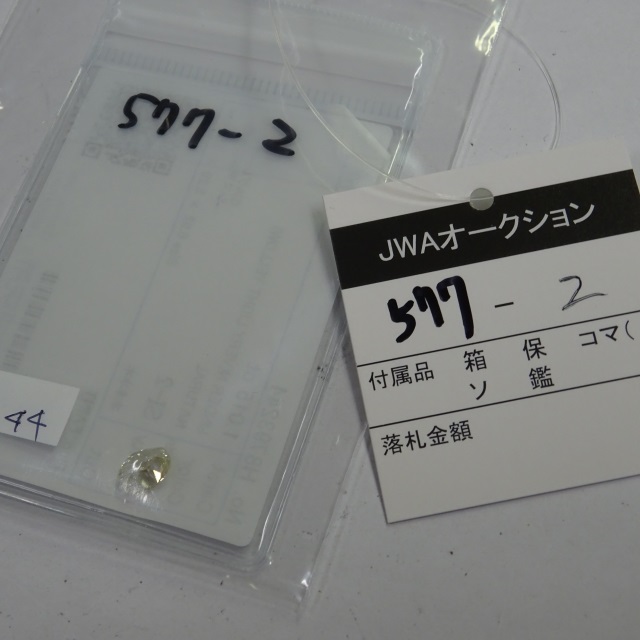 577-2
44
JWAオークション
577-2
付属品 箱 保 コマ(
ソ 鑑
落札金額